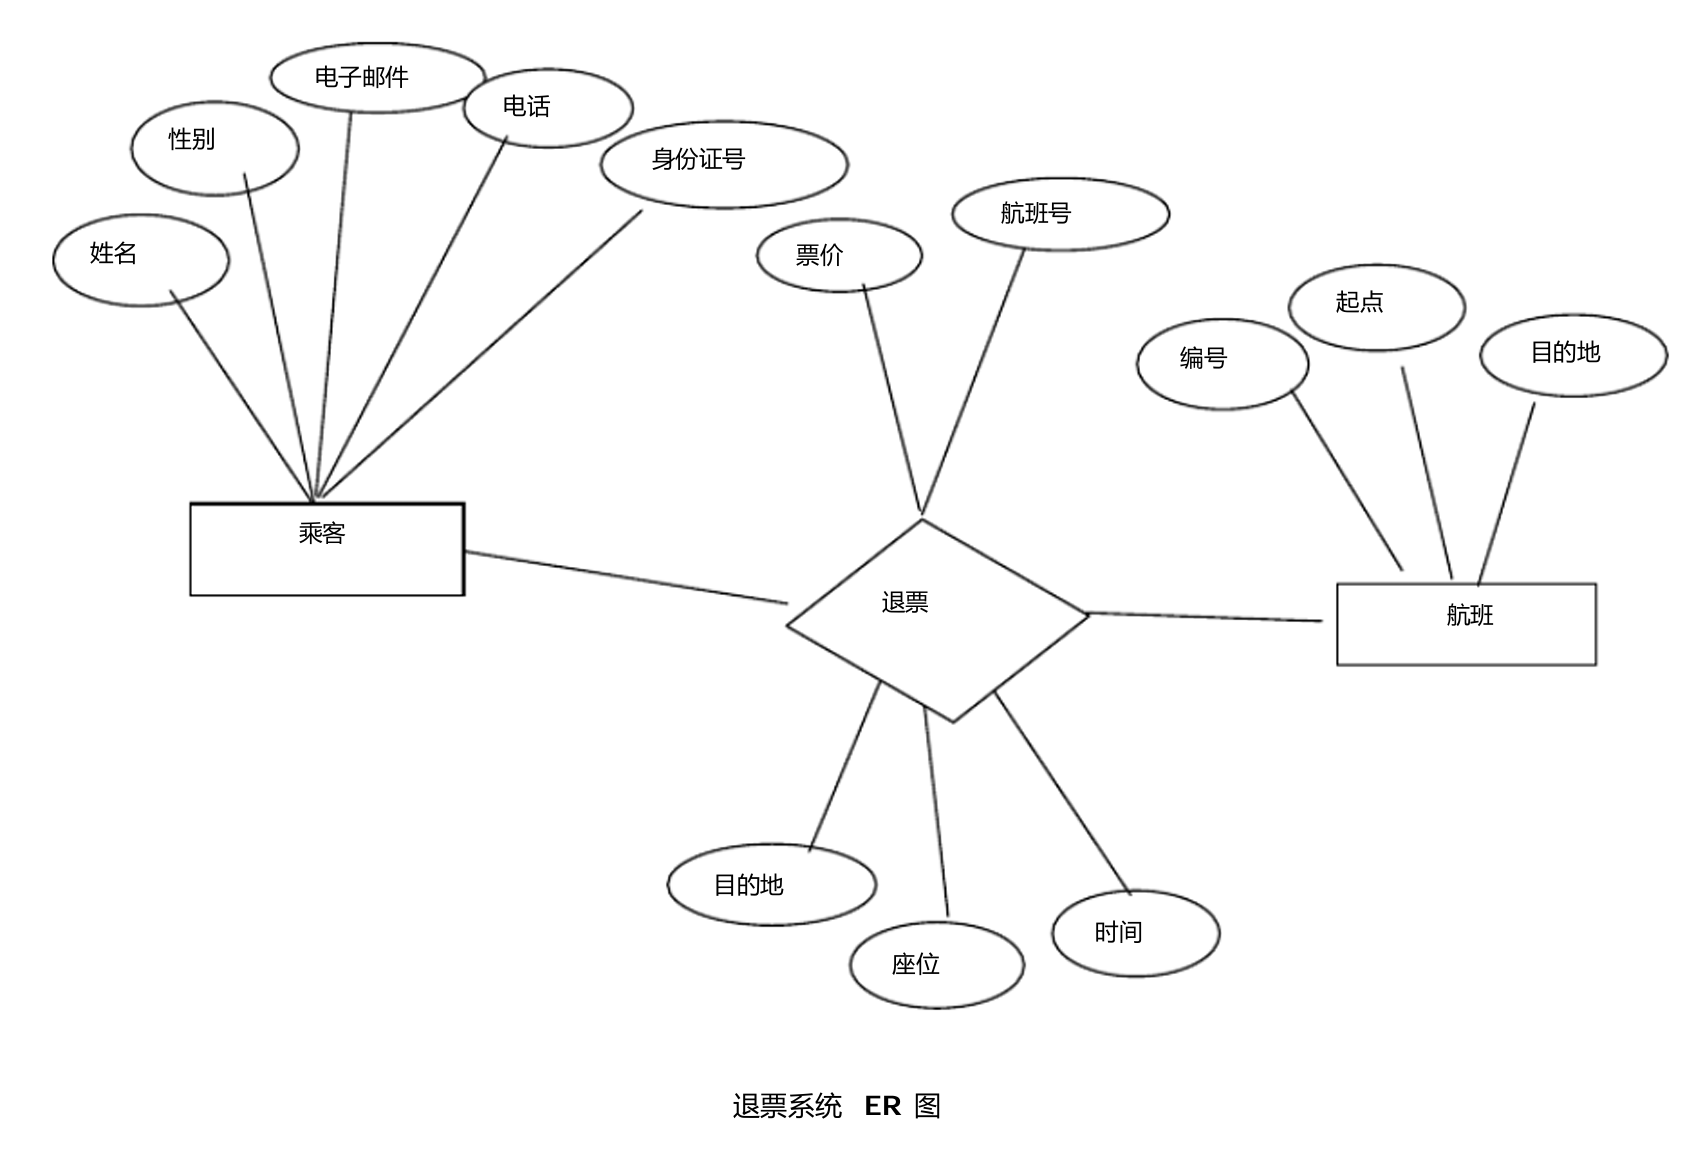 电子邮件
电话
性别
身份证号
姓名
航班号
票价
起点
编号
目的地
乘客
退票
航班
目的地
座位
时间
退票系统 ER 图